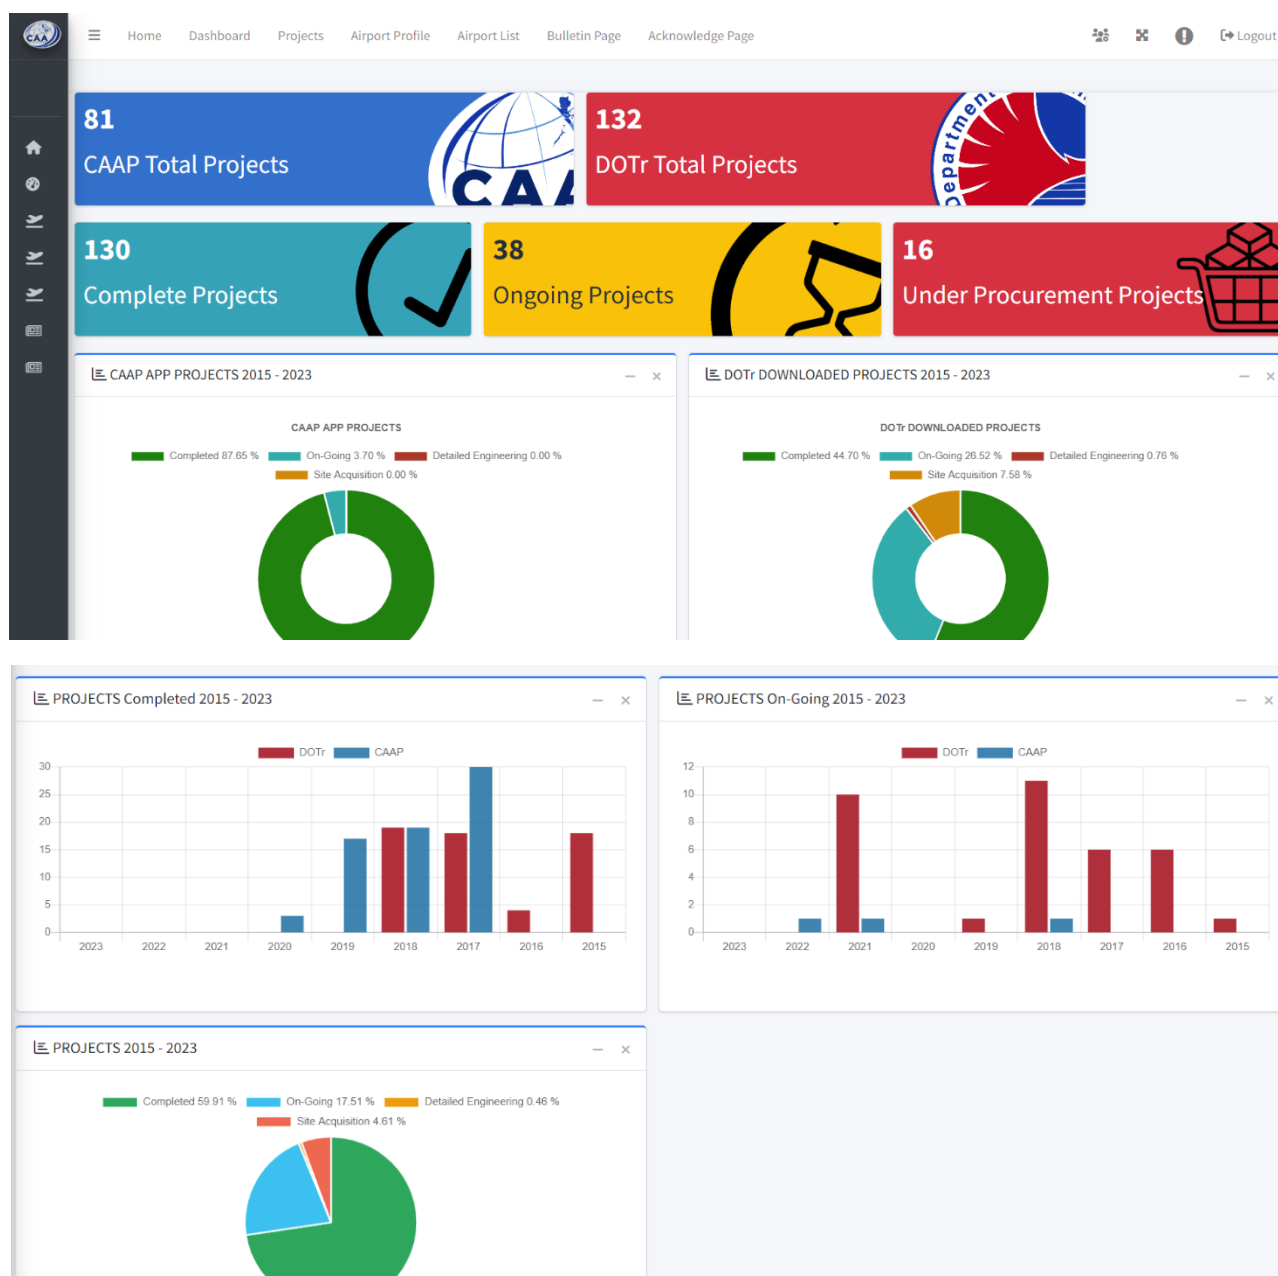 CAA
Home Dashboard Projects Airport Profile Airport List Bulletin Page Acknowledge Page Logout
81
CAAP Total Projects
CAA
132
DOTr Total Projects
Department
130
Complete Projects
38
Ongoing Projects
16
Under Procurement Projects
CAAP APP PROJECTS 2015 - 2023
CAAP APP PROJECTS
Completed 87.65 % On-Going 3.70 % Detailed Engineering 0.00 %
Site Acquisition 0.00 %
DOTr DOWNLOADED PROJECTS 2015 - 2023
DOTr DOWNLOADED PROJECTS
Completed 44.70 % On-Going 26.52 % Detailed Engineering 0.76 %
Site Acquisition 7.58 %
PROJECTS Completed 2015 - 2023
DOTr CAAP
30
25
20
15
10
5
0
2023 2022 2021 2020 2019 2018 2017 2016 2015
PROJECTS On-Going 2015 - 2023
DOTr CAAP
12
10
8
6
4
2
0
2023 2022 2021 2020 2019 2018 2017 2016 2015
PROJECTS 2015 - 2023
Completed 59.91 % On-Going 17.51 % Detailed Engineering 0.46 %
Site Acquisition 4.61 %